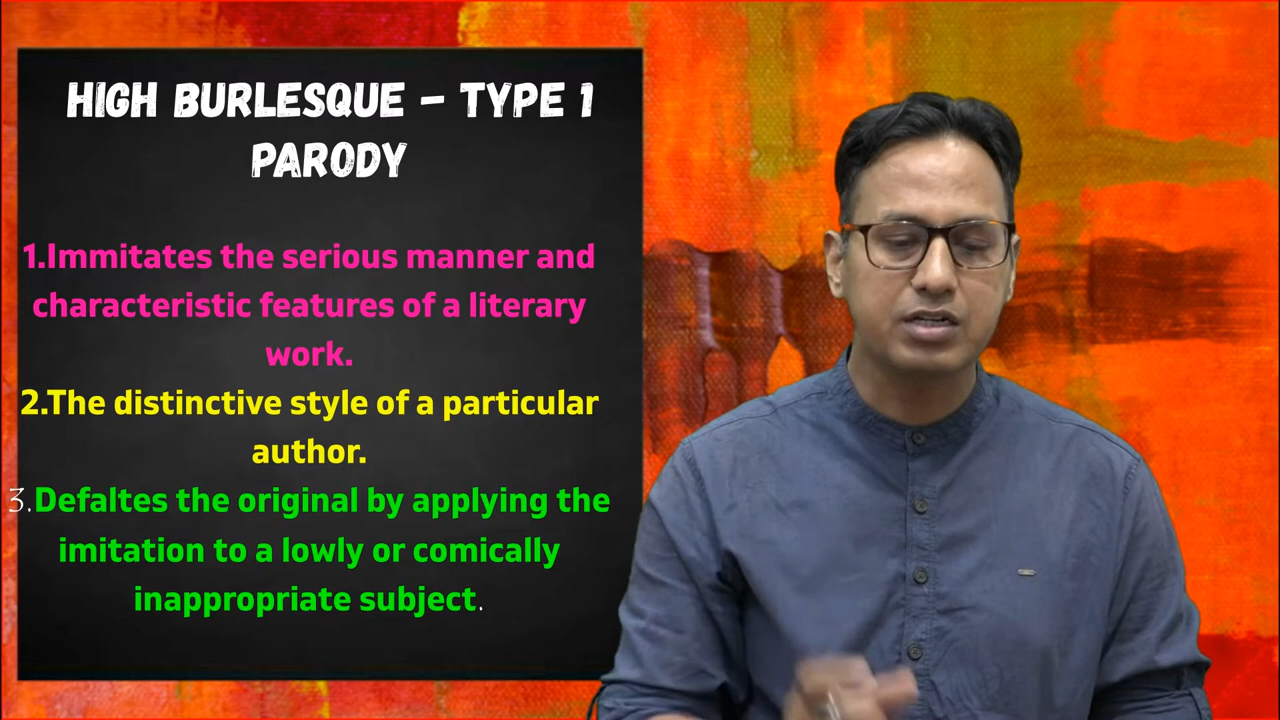 HIGH BURLESQUE – TYPE 1
PARODY
1.Immitates the serious manner and
characteristic features of a literary
work.
2.The distinctive style of a particular
author.
3.Defaltes the original by applying the
imitation to a lowly or comically
inappropriate subject.